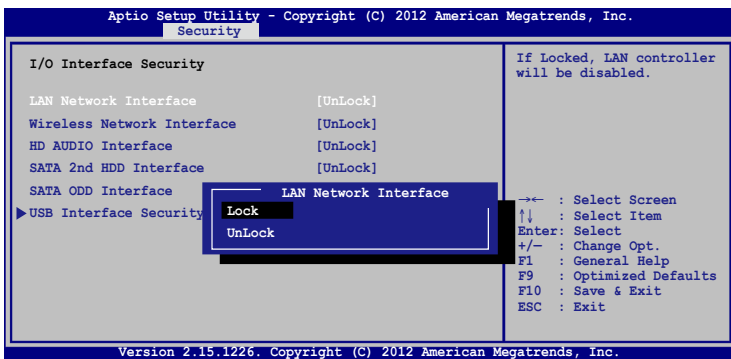 Aptio Setup Utility - Copyright (C) 2012 American Megatrends, Inc.
Security
I/O Interface Security
LAN Network Interface [UnLock]
Wireless Network Interface [UnLock]
HD AUDIO Interface [UnLock]
SATA 2nd HDD Interface [UnLock]
SATA ODD Interface
USB Interface Security
LAN Network Interface
Lock
UnLock
If Locked, LAN controller
will be disabled.
→← : Select Screen
↑↓ : Select Item
Enter: Select
+/— : Change Opt.
F1 : General Help
F9 : Optimized Defaults
F10 : Save & Exit
ESC : Exit
Version 2.15.1226. Copyright (C) 2012 American Megatrends, Inc.